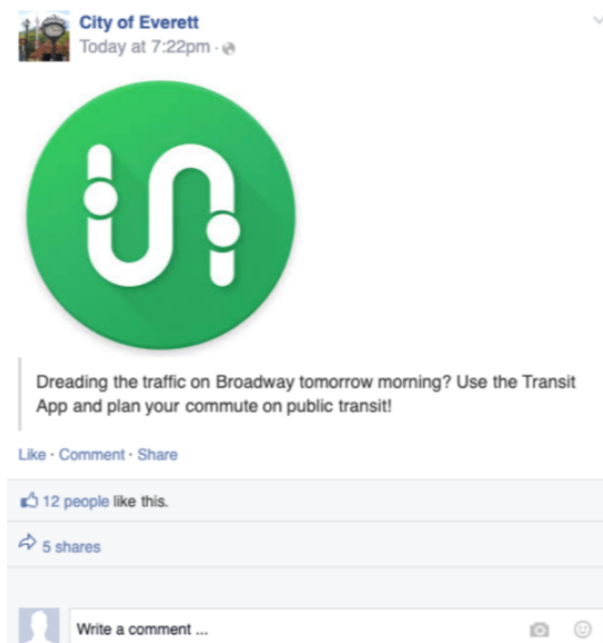 City of Everett
Today at 7:22pm ·
Dreading the traffic on Broadway tomorrow morning? Use the Transit
App and plan your commute on public transit!
Like · Comment · Share
12 people like this.
5 shares
Write a comment ...